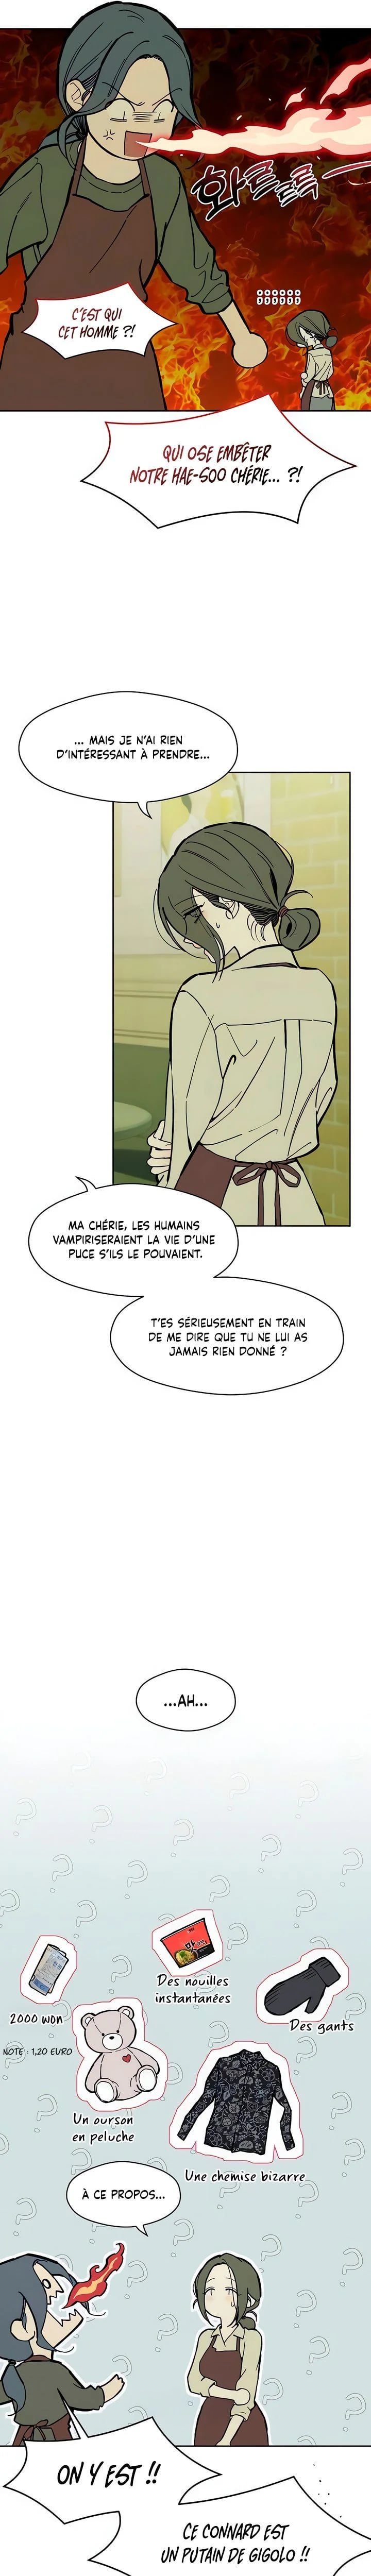 화르르륵
;;;;;;
C'EST QUI
CET HOMME ?!
QUI OSE EMBÊTER
NOTRE HAE-SOO CHÉRIE... ?!
... MAIS JE N'AI RIEN
D'INTÉRESSANT À PRENDRE...
MA CHÉRIE, LES HUMAINS
VAMPIRISERAIENT LA VIE D'UNE
PUCE S'ILS LE POUVAIENT.
T'ES SÉRIEUSEMENT EN TRAIN
DE ME DIRE QUE TU NE LUI AS
JAMAIS RIEN DONNÉ ?
...AH...
2000 won
NOTE : 1,20 EURO
Des nouilles
instantanées
Des gants
Un ourson
en peluche
Une chemise bizarre
À CE PROPOS...
ON Y EST !!
CE CONNARD EST
UN PUTAIN DE GIGOLO !!